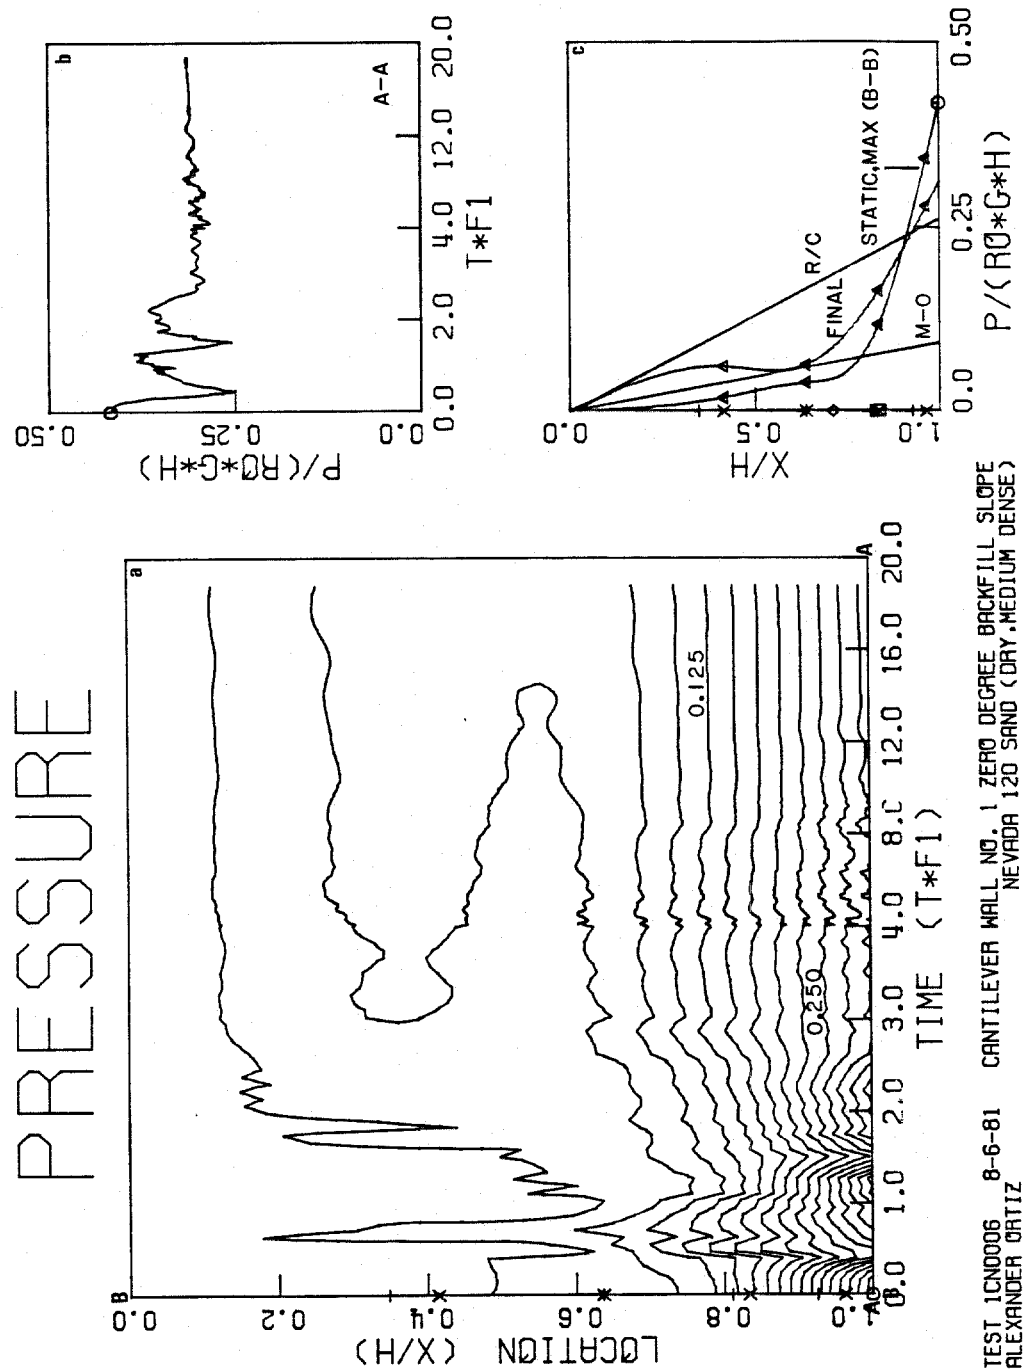 PRESSURE
a
B
B
A
A
LOCATION (X/H)
0.0
0.2
0.4
0.6
0.8
0.125
0.250
0.0
1.0
2.0
3.0
4.0
8.0
12.0
16.0
20.0
TIME (T*F1)
b
P/(RO*G*H)
0.50
0.25
0.0
A-A
0.0
2.0
4.0
12.0
20.0
T*F1
c
X/H
0.0
0.5
1.0
R/C
FINAL
STATIC,MAX (B-B)
M-O
0.0
0.25
0.50
P/(RO*G*H)
TEST 1CN0006 8-6-81 CANTILEVER WALL NO. 1 ZERO DEGREE BACKFILL SLOPE
ALEXANDER ORTIZ NEVADA 120 SAND (DRY,MEDIUM DENSE)